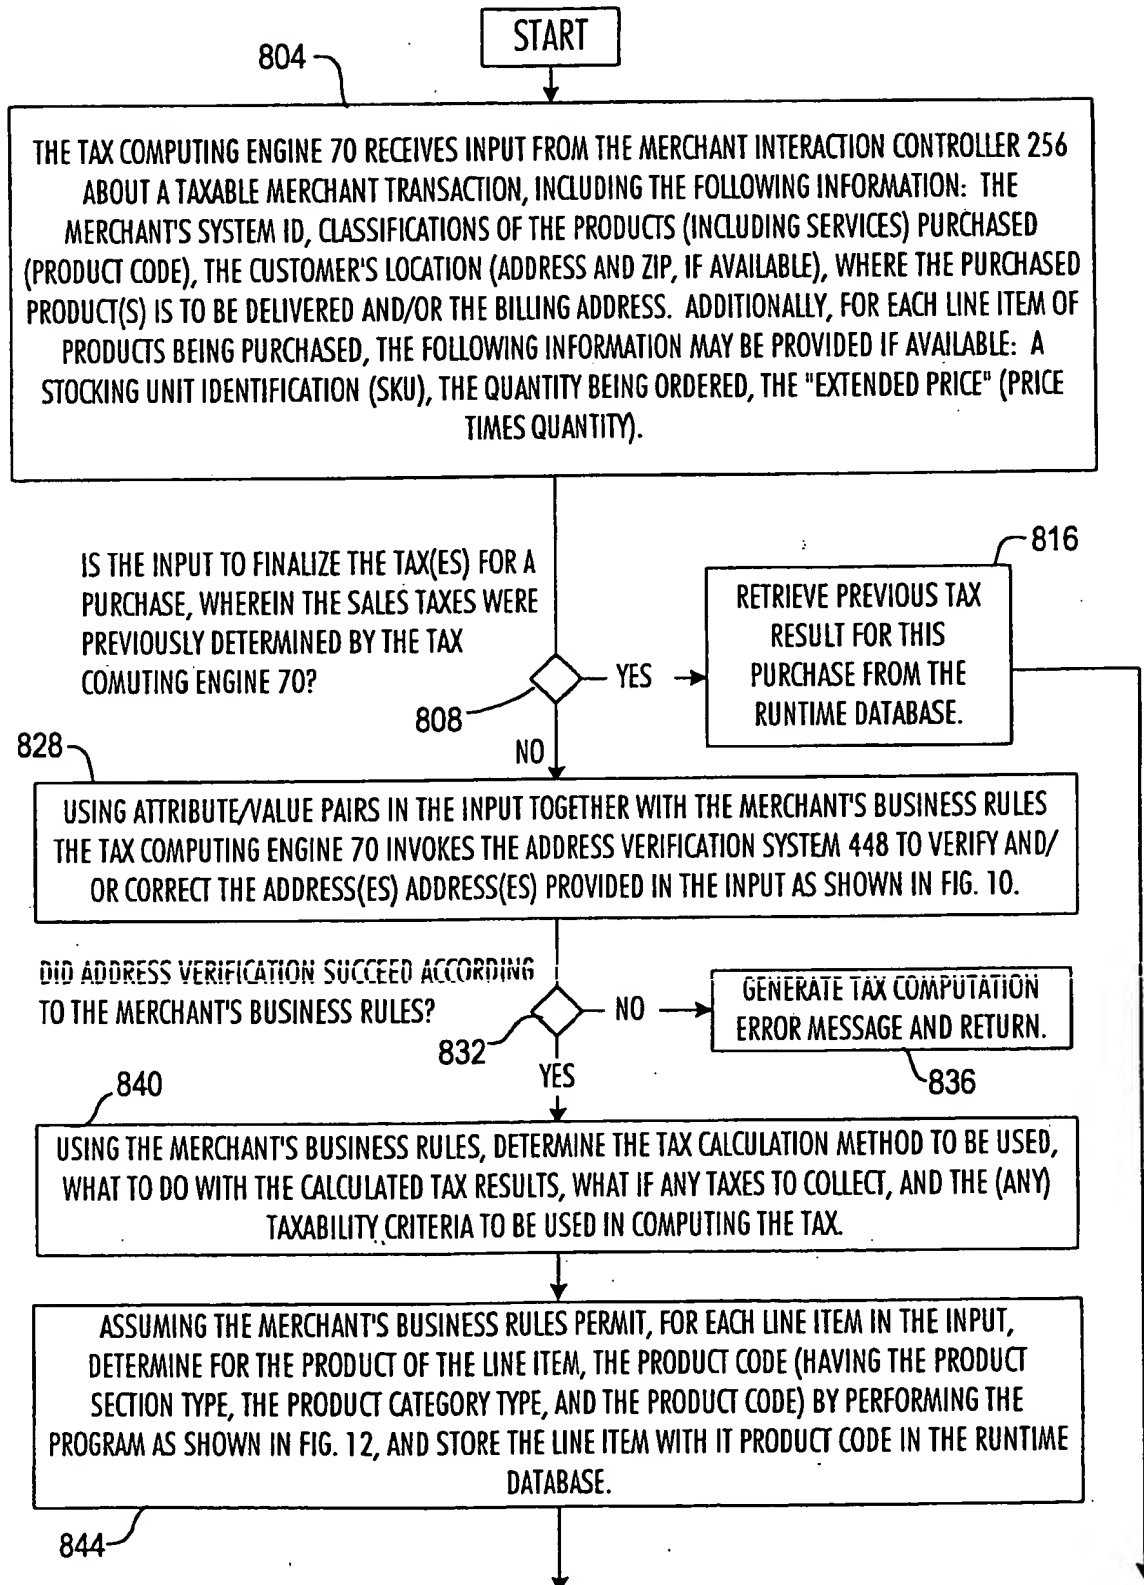 START
804
THE TAX COMPUTING ENGINE 70 RECEIVES INPUT FROM THE MERCHANT INTERACTION CONTROLLER 256
ABOUT A TAXABLE MERCHANT TRANSACTION, INCLUDING THE FOLLOWING INFORMATION: THE
MERCHANT'S SYSTEM ID, CLASSIFICATIONS OF THE PRODUCTS (INCLUDING SERVICES) PURCHASED
(PRODUCT CODE), THE CUSTOMER'S LOCATION (ADDRESS AND ZIP, IF AVAILABLE), WHERE THE PURCHASED
PRODUCT(S) IS TO BE DELIVERED AND/OR THE BILLING ADDRESS. ADDITIONALLY, FOR EACH LINE ITEM OF
PRODUCTS BEING PURCHASED, THE FOLLOWING INFORMATION MAY BE PROVIDED IF AVAILABLE: A
STOCKING UNIT IDENTIFICATION (SKU), THE QUANTITY BEING ORDERED, THE "EXTENDED PRICE" (PRICE
TIMES QUANTITY).
IS THE INPUT TO FINALIZE THE TAX(ES) FOR A
PURCHASE, WHEREIN THE SALES TAXES WERE
PREVIOUSLY DETERMINED BY THE TAX
COMUTING ENGINE 70?
808
YES
816
RETRIEVE PREVIOUS TAX
RESULT FOR THIS
PURCHASE FROM THE
RUNTIME DATABASE.
NO
828
USING ATTRIBUTE/VALUE PAIRS IN THE INPUT TOGETHER WITH THE MERCHANT'S BUSINESS RULES
THE TAX COMPUTING ENGINE 70 INVOKES THE ADDRESS VERIFICATION SYSTEM 448 TO VERIFY AND/
OR CORRECT THE ADDRESS(ES) ADDRESS(ES) PROVIDED IN THE INPUT AS SHOWN IN FIG. 10.
DID ADDRESS VERIFICATION SUCCEED ACCORDING
TO THE MERCHANT'S BUSINESS RULES?
832
NO
GENERATE TAX COMPUTATION
ERROR MESSAGE AND RETURN.
836
YES
840
USING THE MERCHANT'S BUSINESS RULES, DETERMINE THE TAX CALCULATION METHOD TO BE USED,
WHAT TO DO WITH THE CALCULATED TAX RESULTS, WHAT IF ANY TAXES TO COLLECT, AND THE (ANY)
TAXABILITY CRITERIA TO BE USED IN COMPUTING THE TAX.
ASSUMING THE MERCHANT'S BUSINESS RULES PERMIT, FOR EACH LINE ITEM IN THE INPUT,
DETERMINE FOR THE PRODUCT OF THE LINE ITEM, THE PRODUCT CODE (HAVING THE PRODUCT
SECTION TYPE, THE PRODUCT CATEGORY TYPE, AND THE PRODUCT CODE) BY PERFORMING THE
PROGRAM AS SHOWN IN FIG. 12, AND STORE THE LINE ITEM WITH IT PRODUCT CODE IN THE RUNTIME
DATABASE.
844